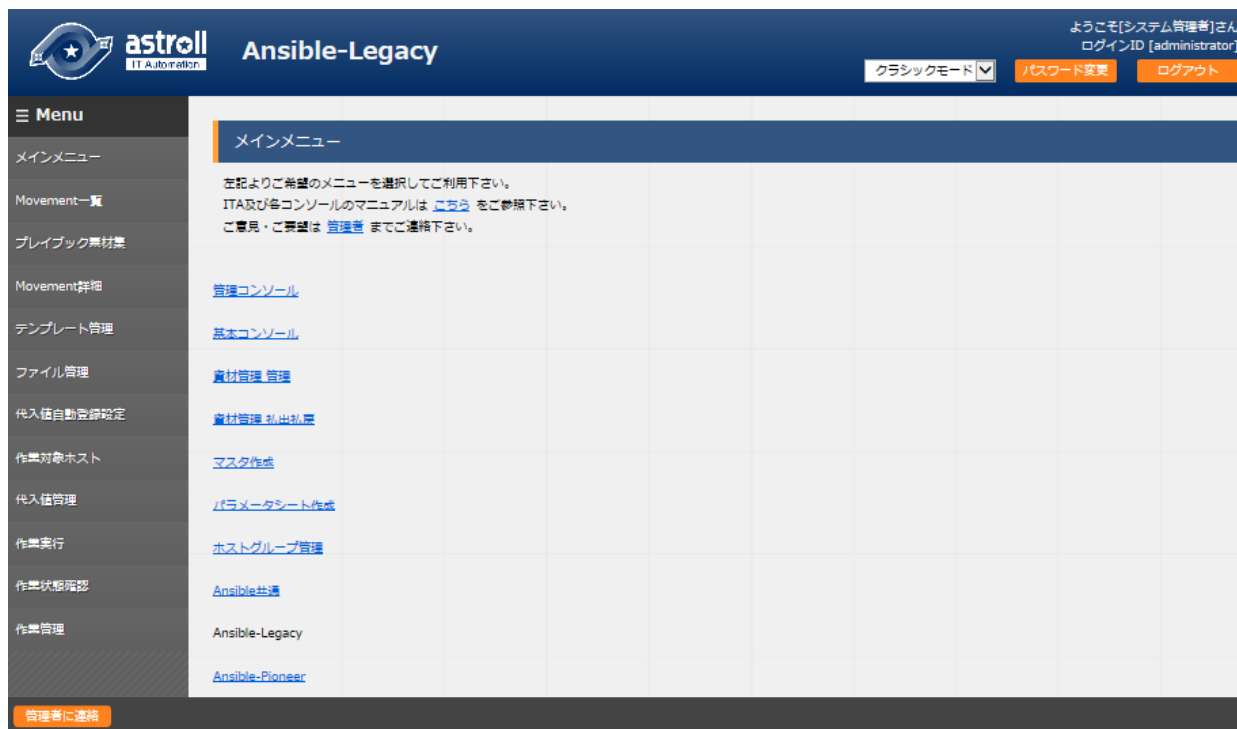 astroll
IT Automation
Ansible-Legacy
ようこそ[システム管理者]さん
ログインID [administrator]
クラシックモード
パスワード変更
ログアウト
☰ Menu
メインメニュー
Movement一覧
プレイブック素材集
Movement詳細
テンプレート管理
ファイル管理
代入値自動登録設定
作業対象ホスト
代入値管理
作業実行
作業状態確認
作業管理
メインメニュー
左記よりご希望のメニューを選択してご利用下さい。
ITA及び各コンソールのマニュアルは こちら をご参照下さい。
ご意見・ご要望は 管理者 までご連絡下さい。
管理コンソール
基本コンソール
資材管理 管理
資材管理 払出払戻
マスタ作成
パラメータシート作成
ホストグループ管理
Ansible共通
Ansible-Legacy
Ansible-Pioneer
管理者に連絡